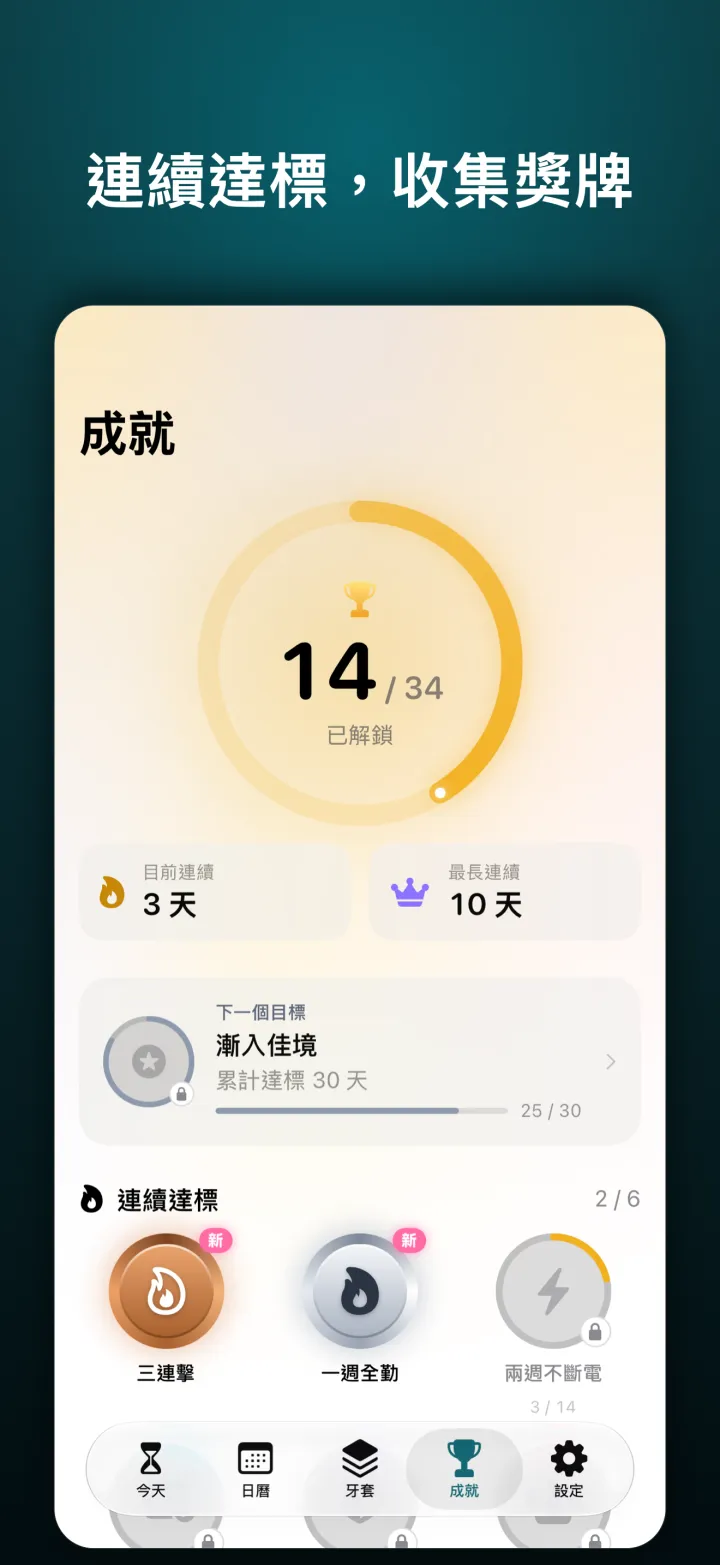 連續達標，收集獎牌
成就
14 / 34
已解鎖
目前連續
3 天
最長連續
10 天
下一個目標
漸入佳境
累計達標 30 天
25 / 30
連續達標
2 / 6
新
新
三連擊
一週全勤
兩週不斷電
3 / 14
今天
日曆
牙套
成就
設定